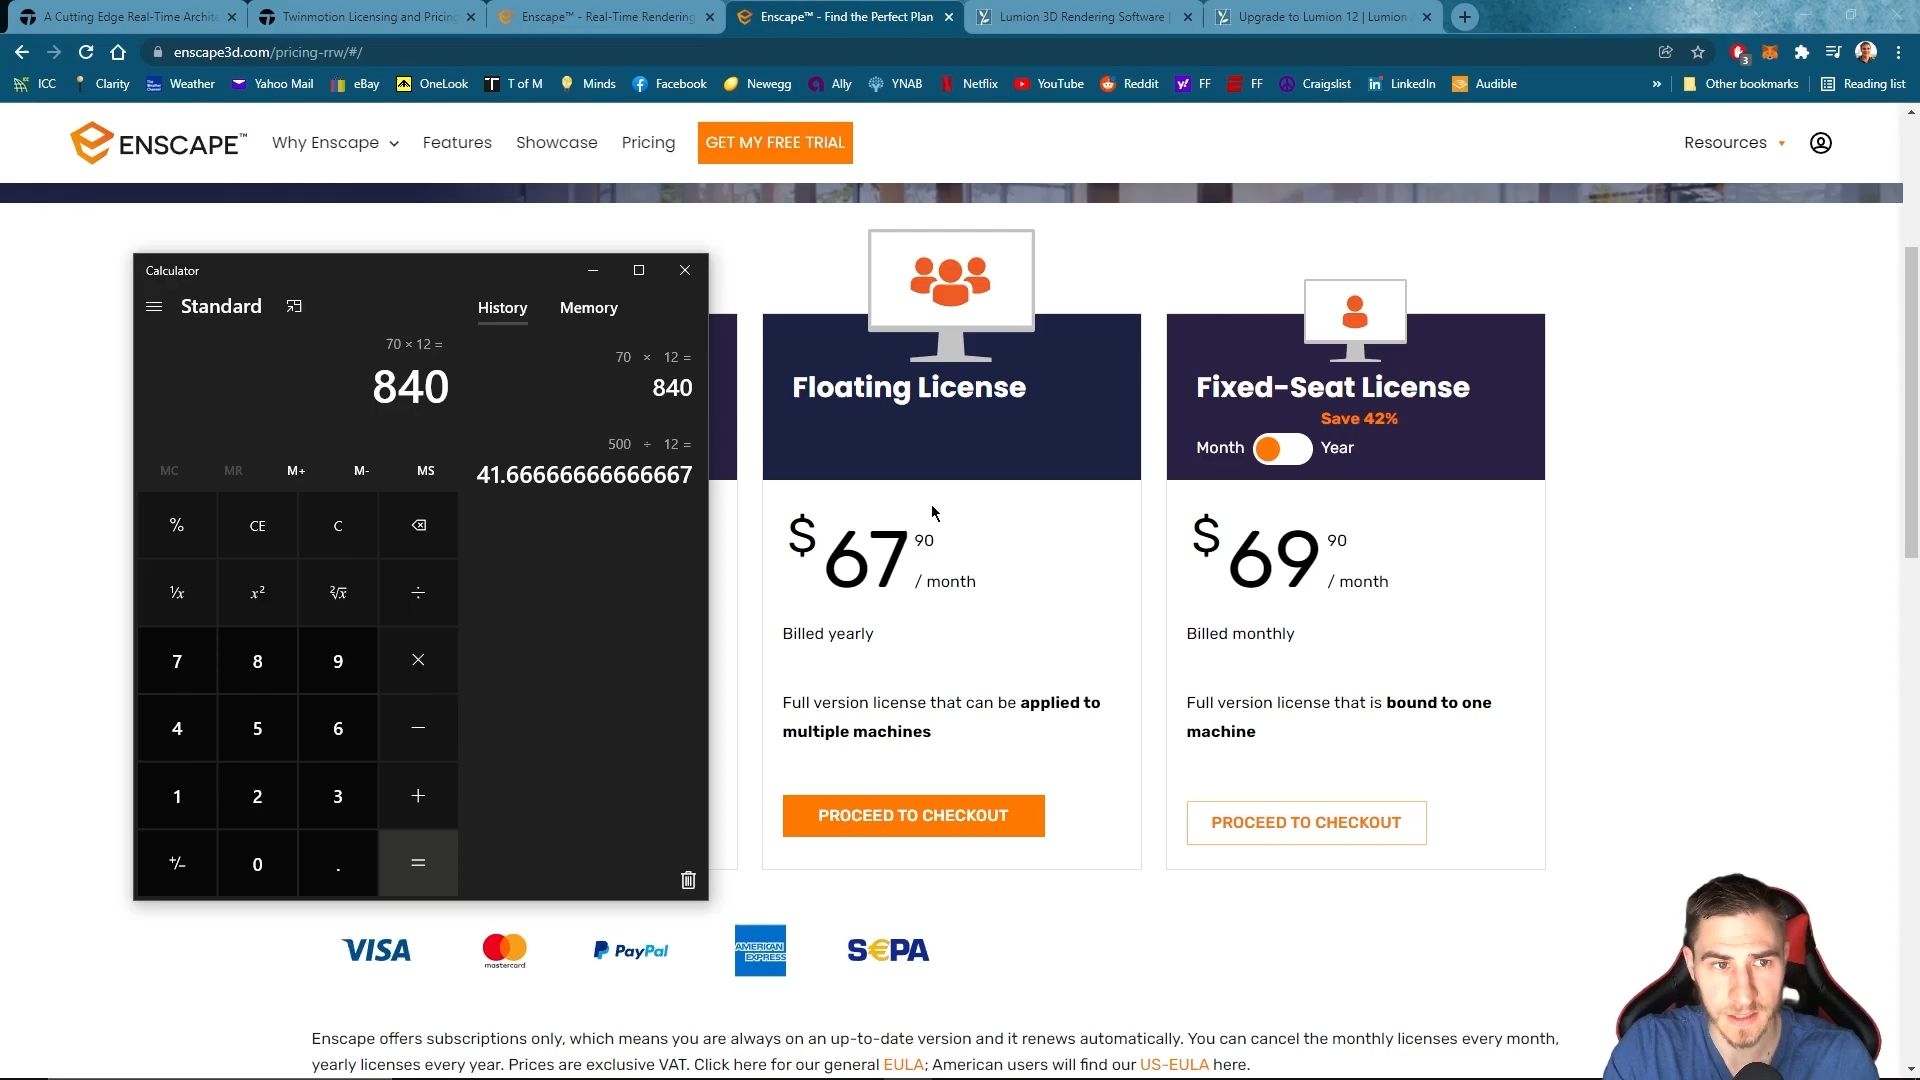 A Cutting Edge Real-Time Archite
Twinmotion Licensing and Pricing
Enscape™ - Real-Time Rendering
Enscape™ - Find the Perfect Plan
Lumion 3D Rendering Software |
Upgrade to Lumion 12 | Lumion
enscape3d.com/pricing-rrw/#/
3
ICC
Clarity
Weather
Yahoo Mail
eBay
OneLook
T of M
Minds
Facebook
Newegg
Ally
YNAB
Netflix
YouTube
Reddit
FF
FF
Craigslist
LinkedIn
Audible
»
Other bookmarks
Reading list
ENSCAPE™
Why Enscape
Features
Showcase
Pricing
GET MY FREE TRIAL
Resources
Calculator
Standard
History
Memory
70 × 12 =
840
70 × 12 =
840
500 ÷ 12 =
41.66666666666667
MC MR M+ M- MS
% CE C
¹/x x² ²√x ÷
7 8 9 ×
4 5 6 −
1 2 3 +
+/− 0 . =
Floating License
$ 67 90
/ month
Billed yearly
Full version license that can be applied to
multiple machines
PROCEED TO CHECKOUT
Fixed-Seat License
Save 42%
Month Year
$ 69 90
/ month
Billed monthly
Full version license that is bound to one
machine
PROCEED TO CHECKOUT
VISA
mastercard
PayPal
AMERICAN
EXPRESS
S€PA
Enscape offers subscriptions only, which means you are always on an up-to-date version and it renews automatically. You can cancel the monthly licenses every month,
yearly licenses every year. Prices are exclusive VAT. Click here for our general EULA; American users will find our US-EULA here.